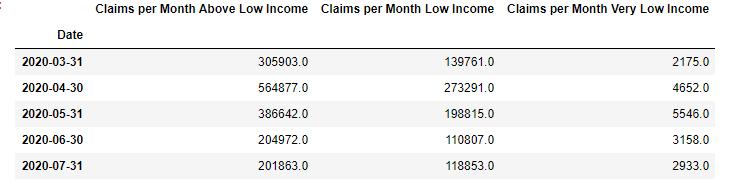 Claims per Month Above Low Income Claims per Month Low Income Claims per Month Very Low Income
Date
2020-03-31 305903.0 139761.0 2175.0
2020-04-30 564877.0 273291.0 4652.0
2020-05-31 386642.0 198815.0 5546.0
2020-06-30 204972.0 110807.0 3158.0
2020-07-31 201863.0 118853.0 2933.0